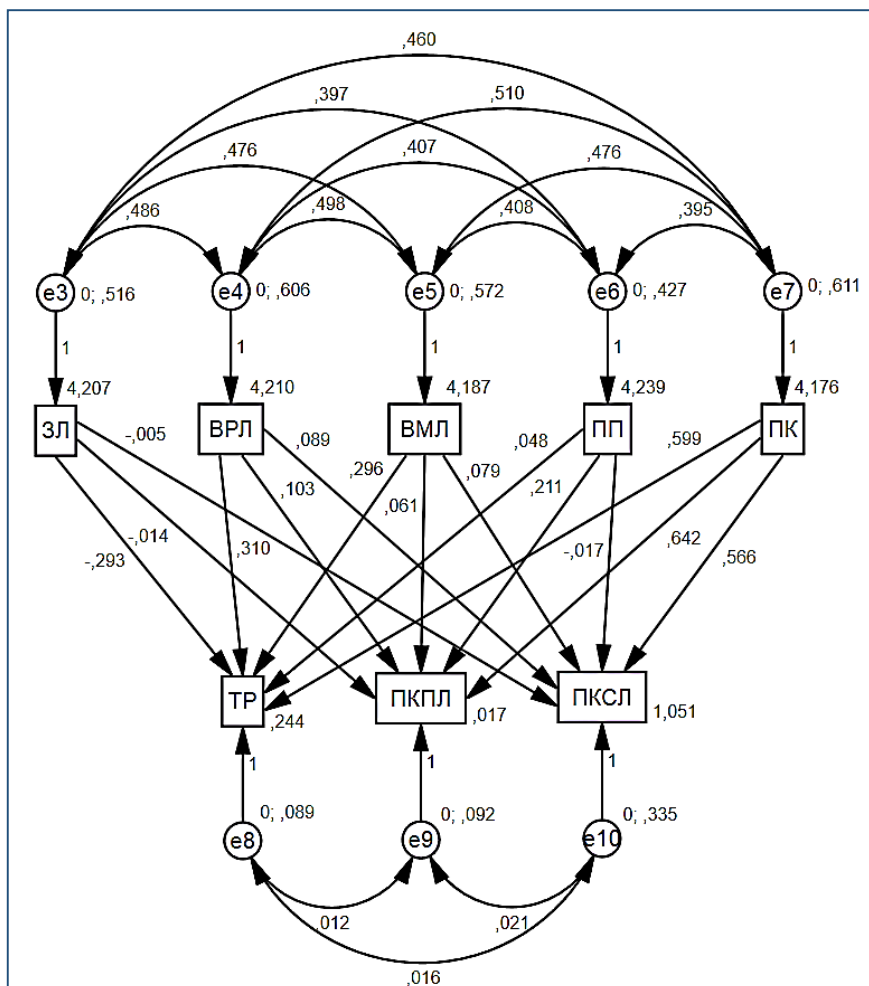 ,460
,397 ,510
,476 ,407 ,476
,486 ,498 ,408 ,395
e3 0; ,516 e4 0; ,606 e5 0; ,572 e6 0; ,427 e7 0; ,611
1 1 1 1 1
4,207 4,210 4,187 4,239 4,176
ЗЛ ВРЛ ВМЛ ПП ПК
-,005 ,089 ,048 ,599
,296 ,079
,103 ,061 ,211
-,014 ,310 -,017 ,642
-,293 ,566
ТР ПКПЛ ПКСЛ
,244 ,017 1,051
1 1 1
0; ,089 0; ,092 0; ,335
e8 e9 e10
,012 ,021
,016